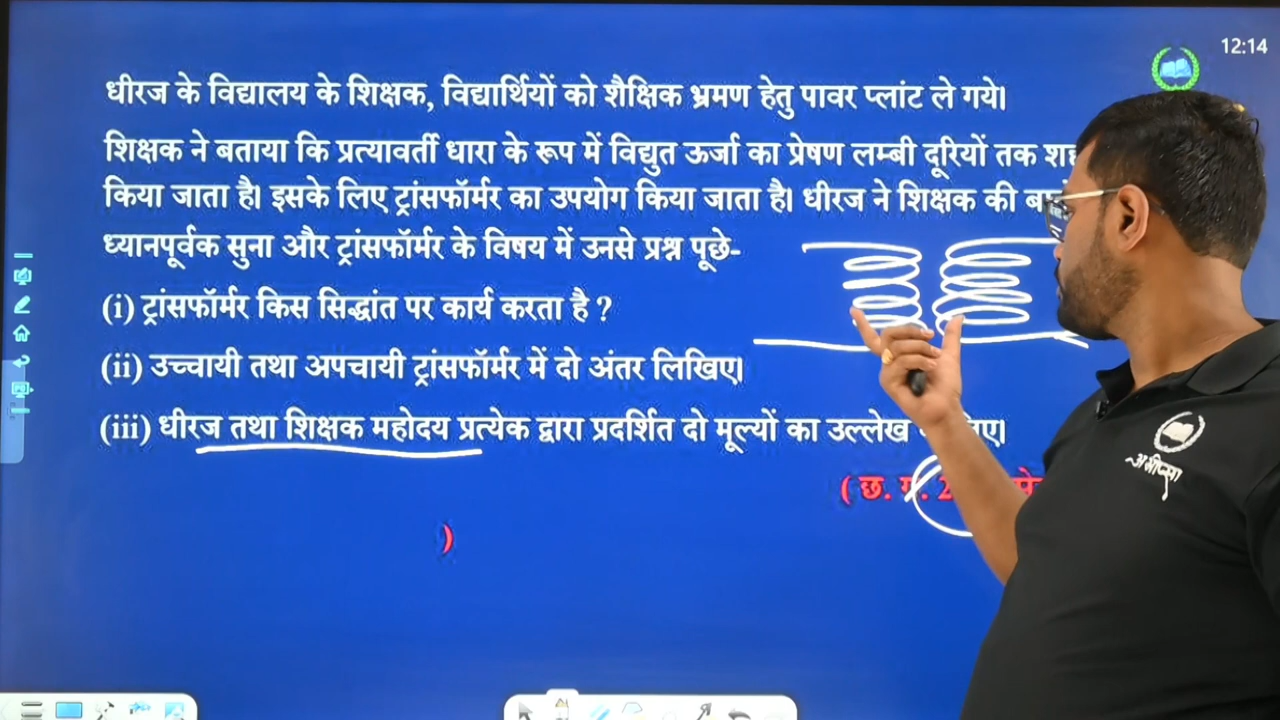 12:14
धीरज के विद्यालय के शिक्षक, विद्यार्थियों को शैक्षिक भ्रमण हेतु पावर प्लांट ले गये।
शिक्षक ने बताया कि प्रत्यावर्ती धारा के रूप में विद्युत ऊर्जा का प्रेषण लम्बी दूरियों तक
किया जाता है। इसके लिए ट्रांसफॉर्मर का उपयोग किया जाता है। धीरज ने शिक्षक की
ध्यानपूर्वक सुना और ट्रांसफॉर्मर के विषय में उनसे प्रश्न पूछे-
(i) ट्रांसफॉर्मर किस सिद्धांत पर कार्य करता है ?
(ii) उच्चायी तथा अपचायी ट्रांसफॉर्मर में दो अंतर लिखिए।
(iii) धीरज तथा शिक्षक महोदय प्रत्येक द्वारा प्रदर्शित दो मूल्यों का उल्लेख
( छ. ग. 2
)
अभीप्सा